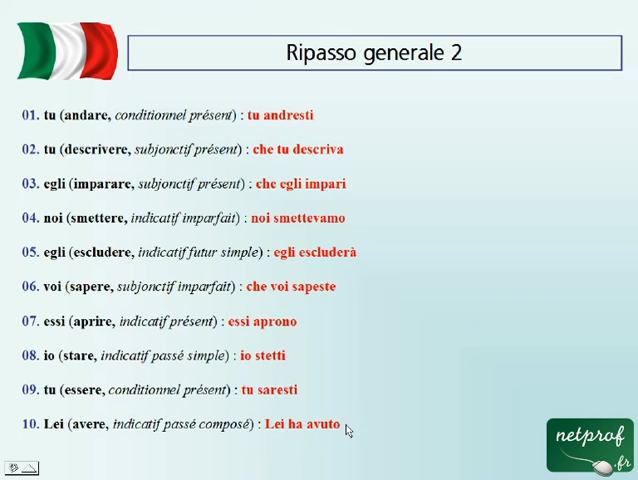 Ripasso generale 2
01. tu (andare, conditionnel présent) : tu andresti
02. tu (descrivere, subjonctif présent) : che tu descriva
03. egli (imparare, subjonctif présent) : che egli impari
04. noi (smettere, indicatif imparfait) : noi smettevamo
05. egli (escludere, indicatif futur simple) : egli escluderà
06. voi (sapere, subjonctif imparfait) : che voi sapeste
07. essi (aprire, indicatif présent) : essi aprono
08. io (stare, indicatif passé simple) : io stetti
09. tu (essere, conditionnel présent) : tu saresti
10. Lei (avere, indicatif passé composé) : Lei ha avuto
netprof
.fr